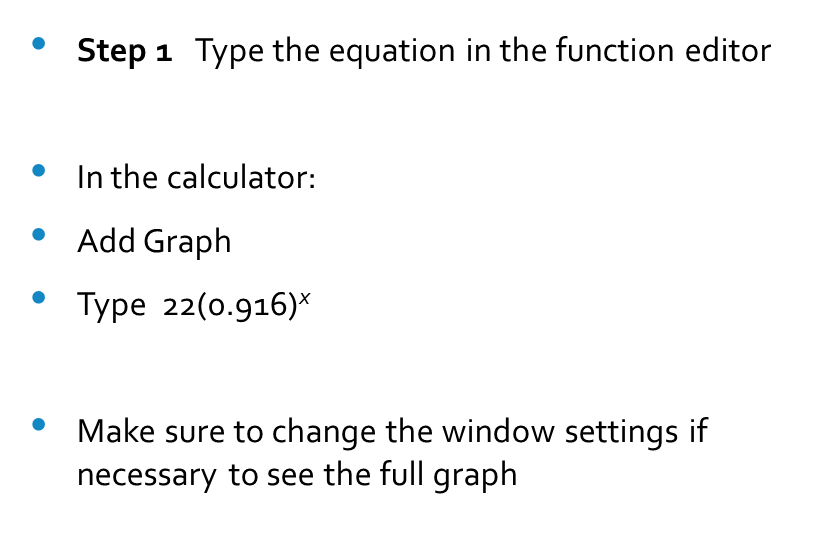 • Step 1 Type the equation in the function editor
• In the calculator:
• Add Graph
• Type 22(0.916)ˣ
• Make sure to change the window settings if
necessary to see the full graph